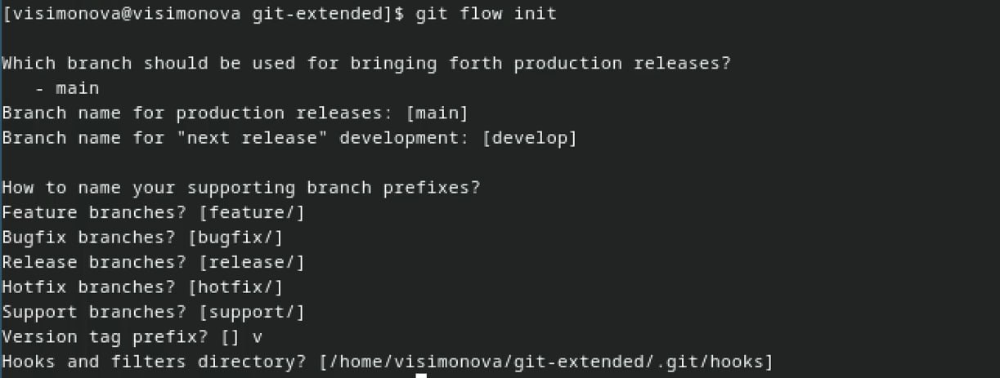 [visimonova@visimonova git-extended]$ git flow init
Which branch should be used for bringing forth production releases?
- main
Branch name for production releases: [main]
Branch name for "next release" development: [develop]
How to name your supporting branch prefixes?
Feature branches? [feature/]
Bugfix branches? [bugfix/]
Release branches? [release/]
Hotfix branches? [hotfix/]
Support branches? [support/]
Version tag prefix? [] v
Hooks and filters directory? [/home/visimonova/git-extended/.git/hooks]